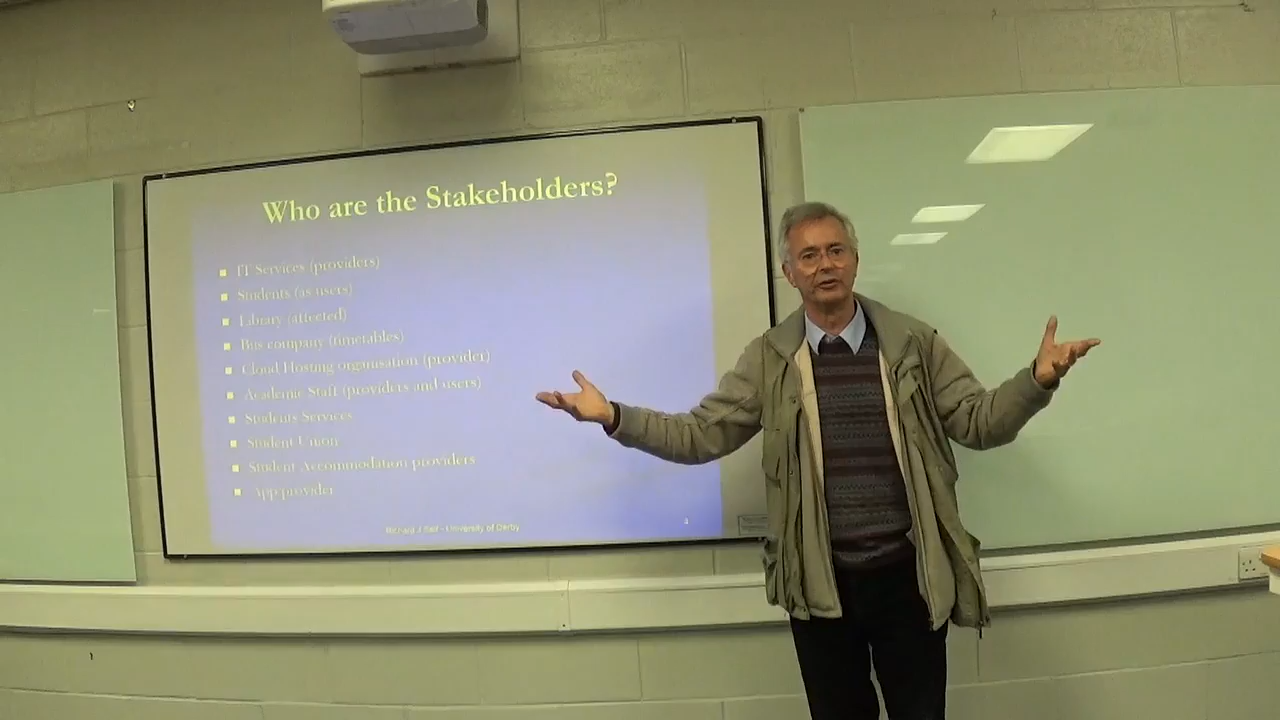 Who are the Stakeholders?
IT Services (providers)
Students (as users)
Library (affected)
Bus company (timetables)
Cloud Hosting organisation (provider)
Academic Staff (providers and users)
Students Services
Student Union
Student Accommodation providers
App provider
Richard J - University of Derby